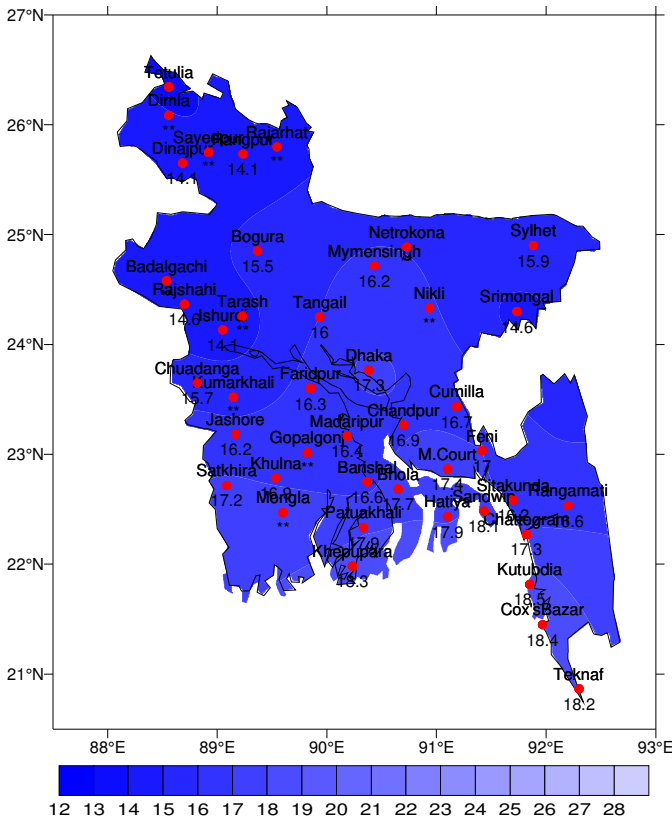 27°N
Tetulia
**
Dimla
**
26°N
Sayedpur
**
Rangpur
14.1
Rajarhat
**
Dinajpur
14.1
25°N
Bogura
15.5
Netrokona
Mymensingh
16.2
Sylhet
15.9
Badalgachi
Rajshahi
14.6
Tarash
**
Ishurdi
14.1
Tangail
16
Nikli
**
Srimongal
14.6
24°N
Dhaka
17.3
Chuadanga
15.7
Kumarkhali
**
Faridpur
16.3
Cumilla
16.7
Jashore
16.2
Madaripur
16.4
Chandpur
16.9
23°N
Gopalgonj
**
Feni
17
M.Court
17.4
Satkhira
17.2
Khulna
16.9
Barishal
16.6
Bhola
17.7
Mongla
**
Hatiya
17.9
Sandwip
18.1
Sitakunda
Rangamati
16.6
Patuakhali
17.9
Chattogram
17.3
22°N
Khepupara
18.3
Kutubdia
18.5
Cox'sBazar
18.4
21°N
Teknaf
18.2
88°E 89°E 90°E 91°E 92°E 93°E
12 13 14 15 16 17 18 19 20 21 22 23 24 25 26 27 28